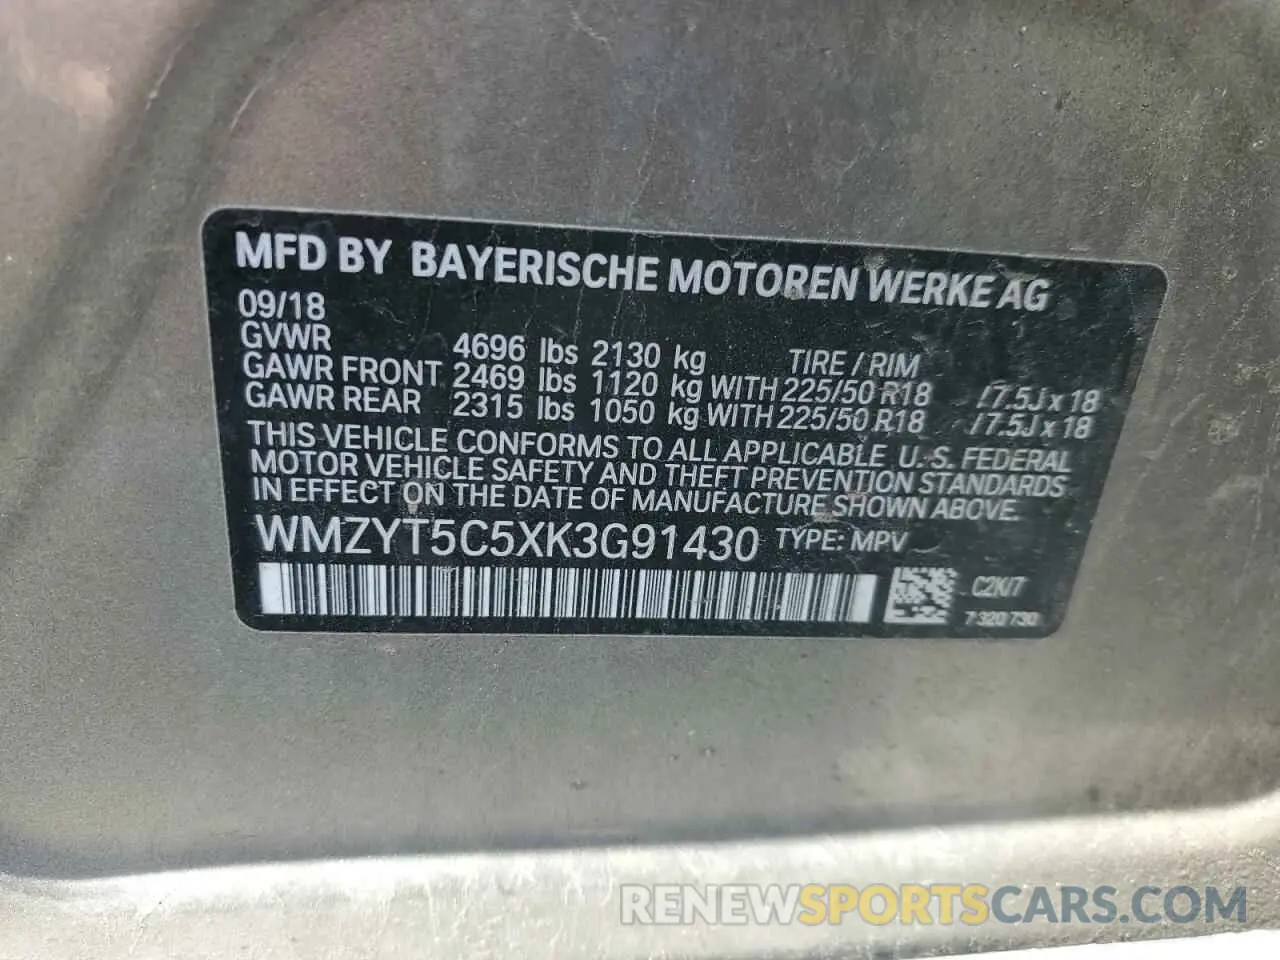 MFD BY BAYERISCHE MOTOREN WERKE AG
09/18
GVWR 4696 lbs 2130 kg TIRE / RIM
GAWR FRONT 2469 lbs 1120 kg WITH 225/50 R18 / 7.5J x 18
GAWR REAR 2315 lbs 1050 kg WITH 225/50 R18 / 7.5J x 18
THIS VEHICLE CONFORMS TO ALL APPLICABLE U.S. FEDERAL
MOTOR VEHICLE SAFETY AND THEFT PREVENTION STANDARDS
IN EFFECT ON THE DATE OF MANUFACTURE SHOWN ABOVE.
WMZYT5C5XK3G91430 TYPE: MPV
C2K/7
7 320 730
RENEWSPORTSCARS.COM